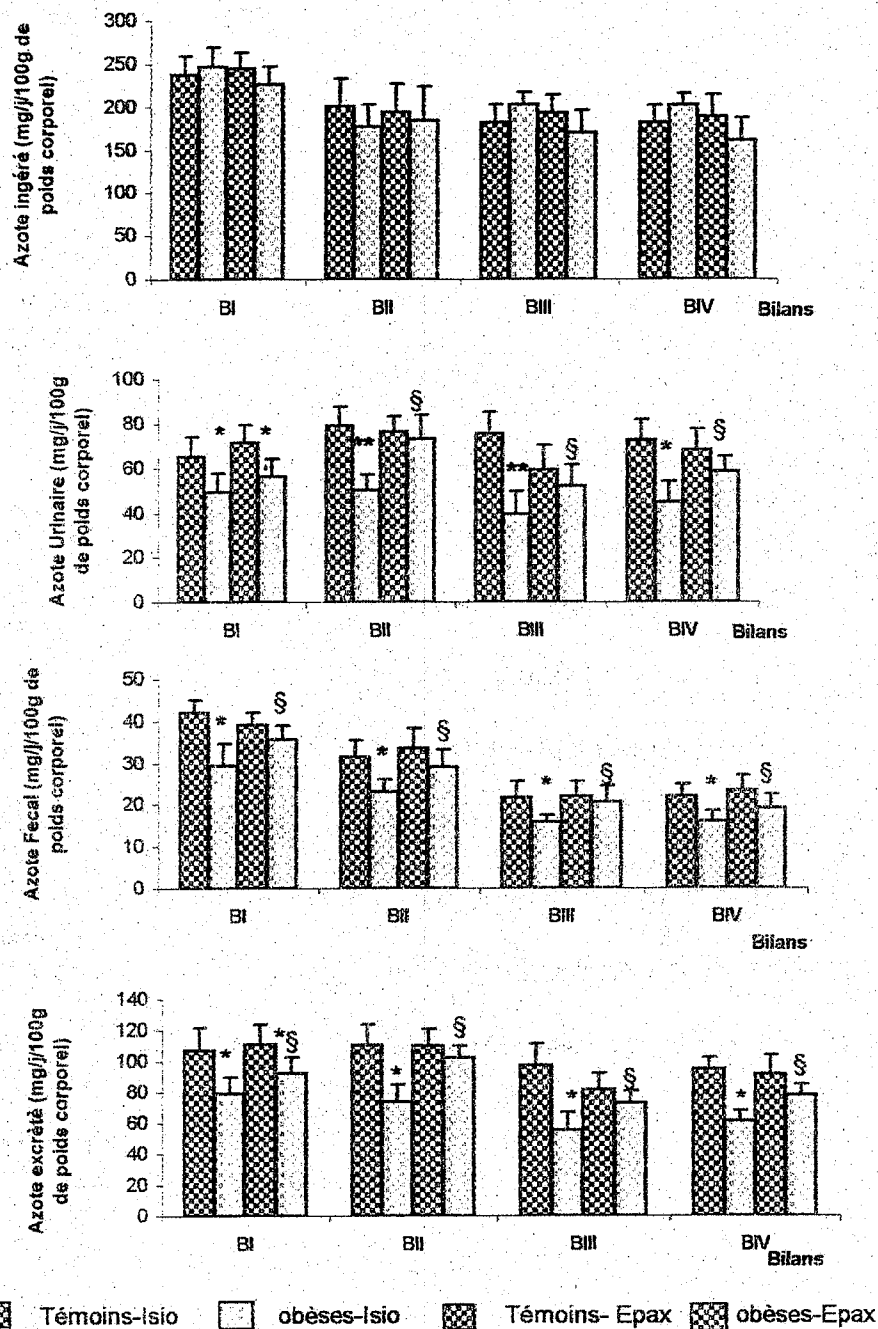 Azote ingéré (mg/j/100g de
poids corporel)
300
250
200
150
100
50
0
BI BII BIII BIV Bilans
Azote Urinaire (mg/j/100g
de poids corporel)
100
80
60
40
20
0
* * ** § ** § * §
BI BII BIII BIV Bilans
Azote Fecal (mg/j/100g de
poids corporel)
50
40
30
20
10
0
* § * § * § * §
BI BII BIII BIV
Bilans
Azote excrèté (mg/j/100g
de poids corporel)
140
120
100
80
60
40
20
0
* * § * § * § * §
BI BII BIII BIV
Bilans
Témoins-Isio obèses-Isio Témoins- Epax obèses-Epax